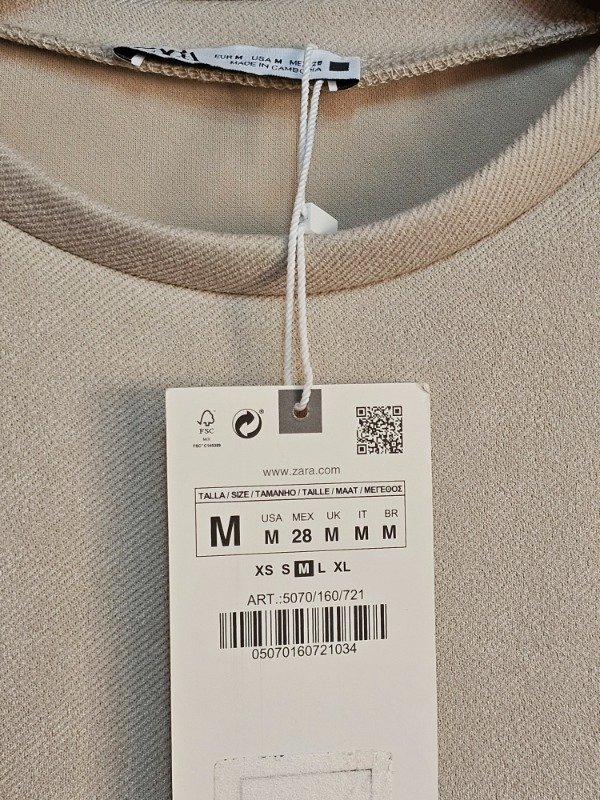 EUR M USA M MEX 28
MADE IN CAMBODIA
FSC
MIX
www.zara.com
TALLA / SIZE / TAMANHO / TAILLE / MAAT / ΜΕΓΕΘΟΣ
M
USA MEX UK IT BR
M 28 M M M
XS S M L XL
ART.:5070/160/721
05070160721034